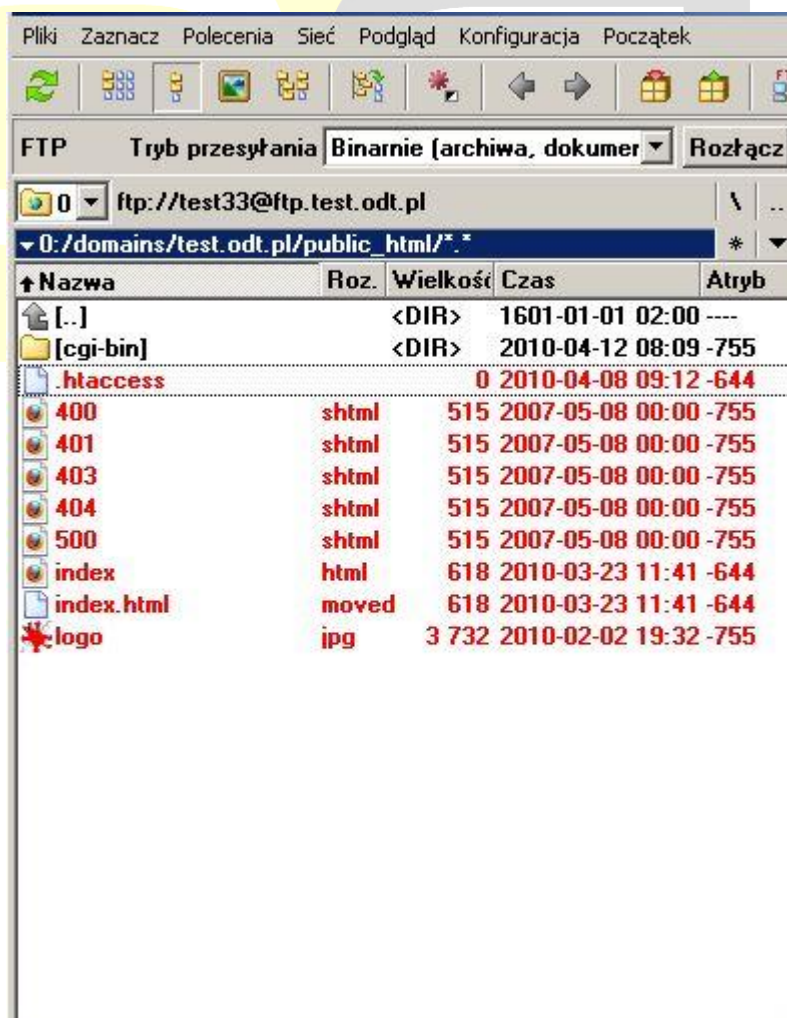 Pliki Zaznacz Polecenia Sieć Podgląd Konfiguracja Początek
FTP Tryb przesyłania Binarnie (archiwa, dokumer Rozłącz
0 ftp://test33@ftp.test.odt.pl \ ..
0:/domains/test.odt.pl/public_html/*.* * 
Nazwa Roz. Wielkość Czas Atryb
[..] <DIR> 1601-01-01 02:00 ----
[cgi-bin] <DIR> 2010-04-12 08:09 -755
.htaccess 0 2010-04-08 09:12 -644
400 shtml 515 2007-05-08 00:00 -755
401 shtml 515 2007-05-08 00:00 -755
403 shtml 515 2007-05-08 00:00 -755
404 shtml 515 2007-05-08 00:00 -755
500 shtml 515 2007-05-08 00:00 -755
index html 618 2010-03-23 11:41 -644
index.html moved 618 2010-03-23 11:41 -644
logo jpg 3 732 2010-02-02 19:32 -755